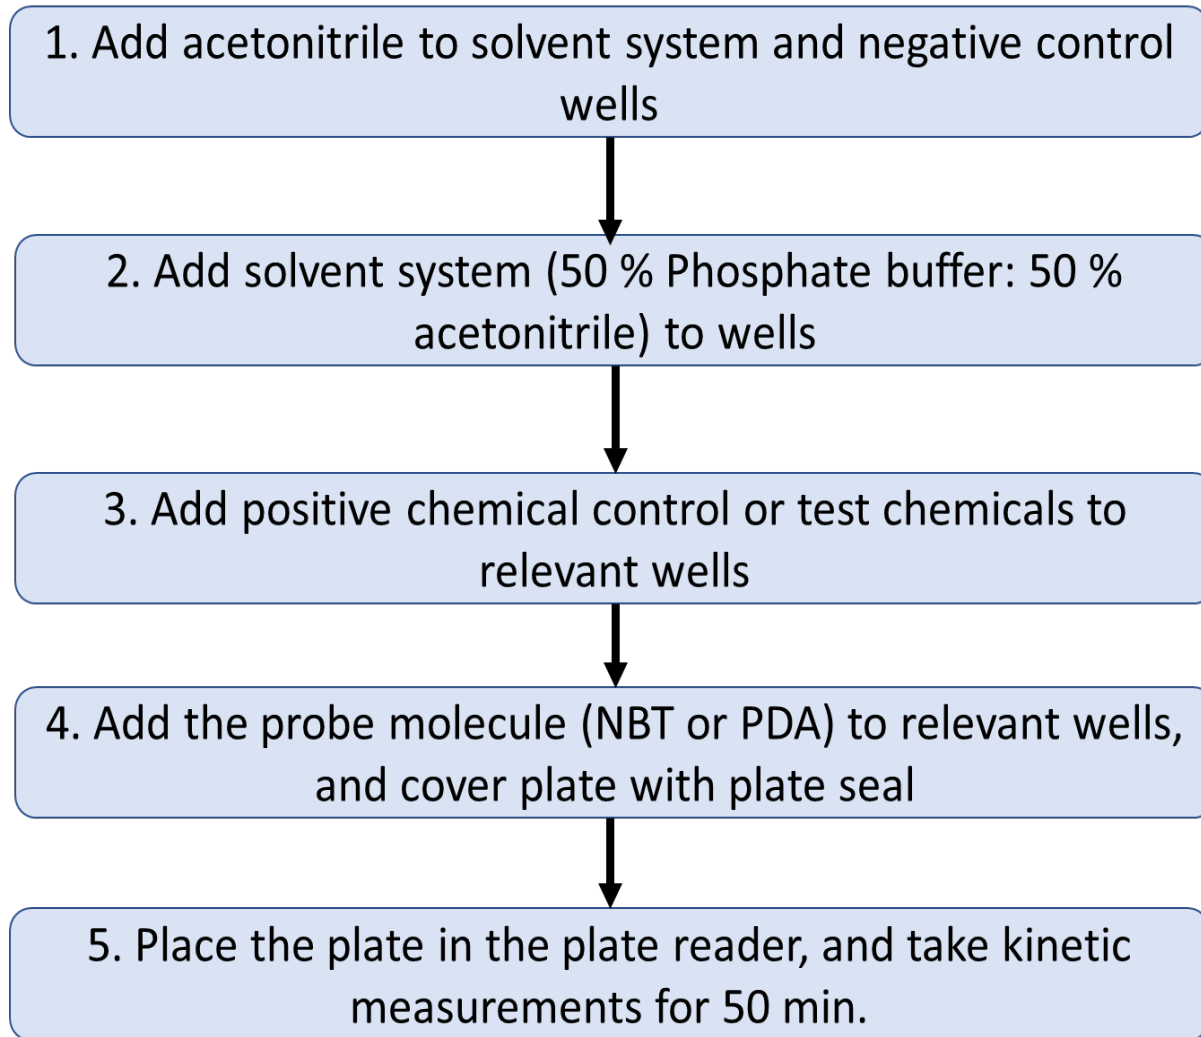 1. Add acetonitrile to solvent system and negative control
wells
2. Add solvent system (50 % Phosphate buffer: 50 %
acetonitrile) to wells
3. Add positive chemical control or test chemicals to
relevant wells
4. Add the probe molecule (NBT or PDA) to relevant wells,
and cover plate with plate seal
5. Place the plate in the plate reader, and take kinetic
measurements for 50 min.